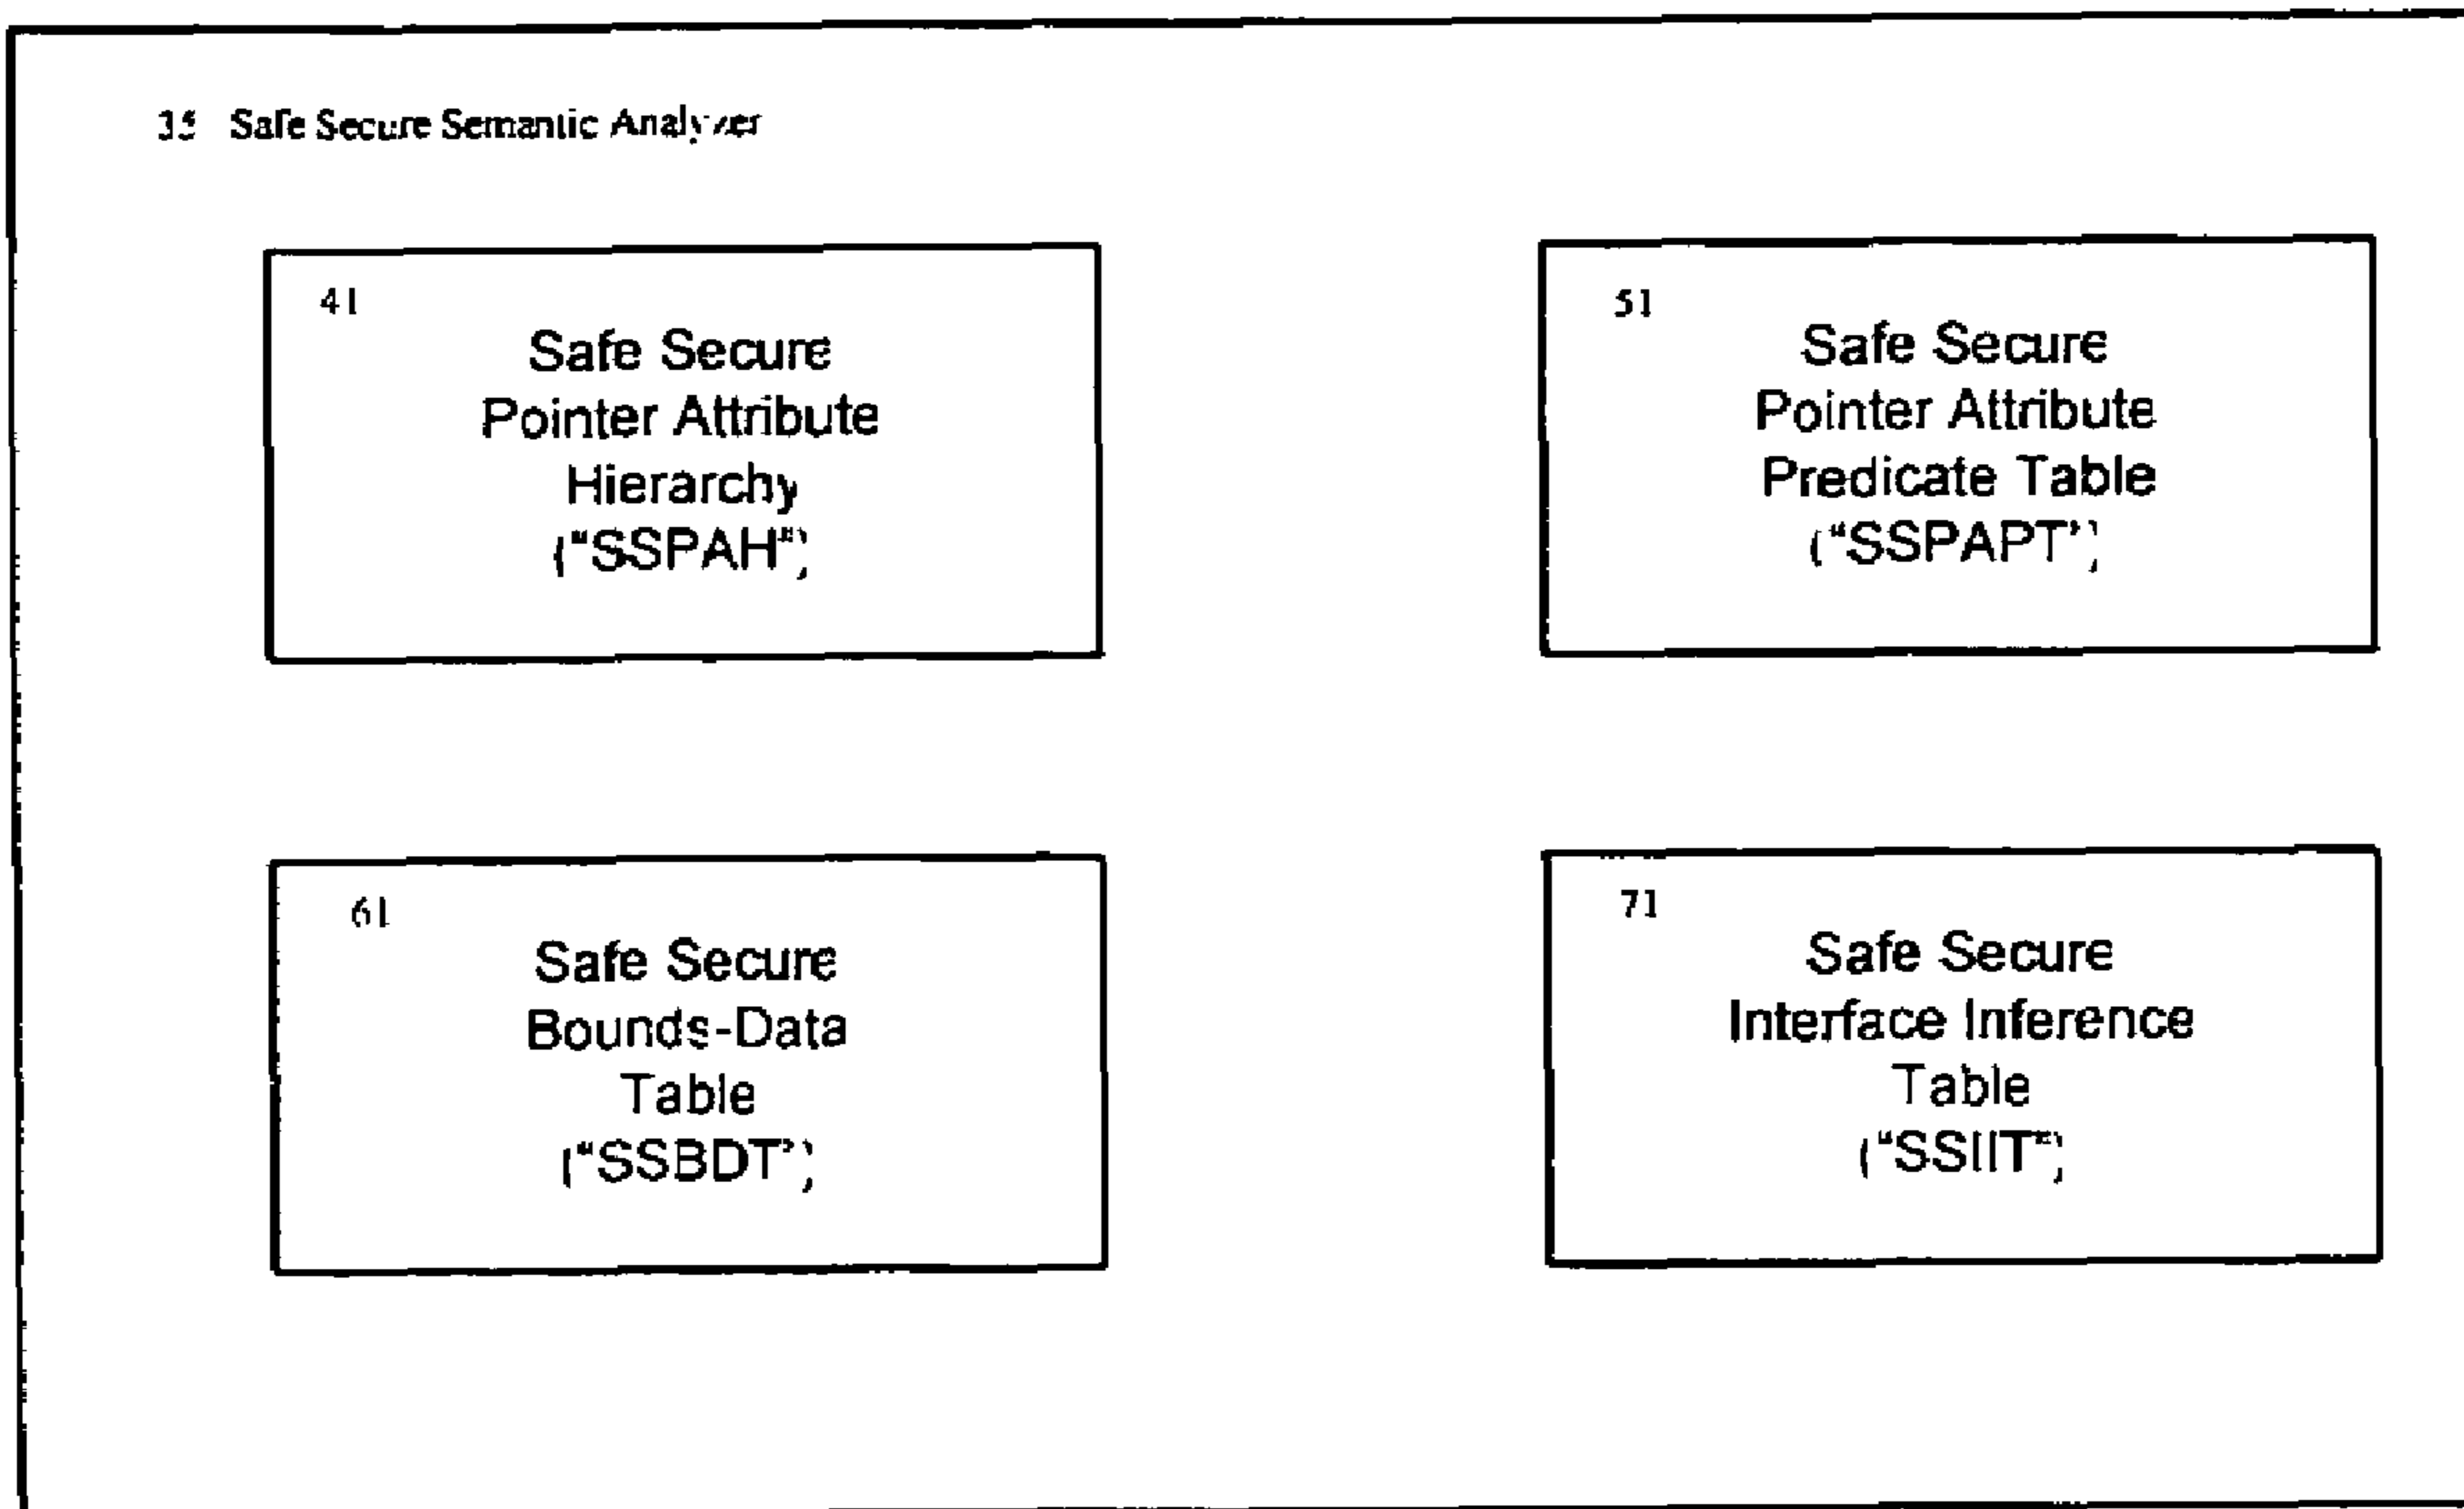 35 Safe Secure Semantic Analyzer
41
Safe Secure
Pointer Attribute
Hierarchy
("SSPAH")
51
Safe Secure
Pointer Attribute
Predicate Table
("SSPAPT")
61
Safe Secure
Bounds-Data
Table
("SSBDT")
71
Safe Secure
Interface Inference
Table
("SSIIT")